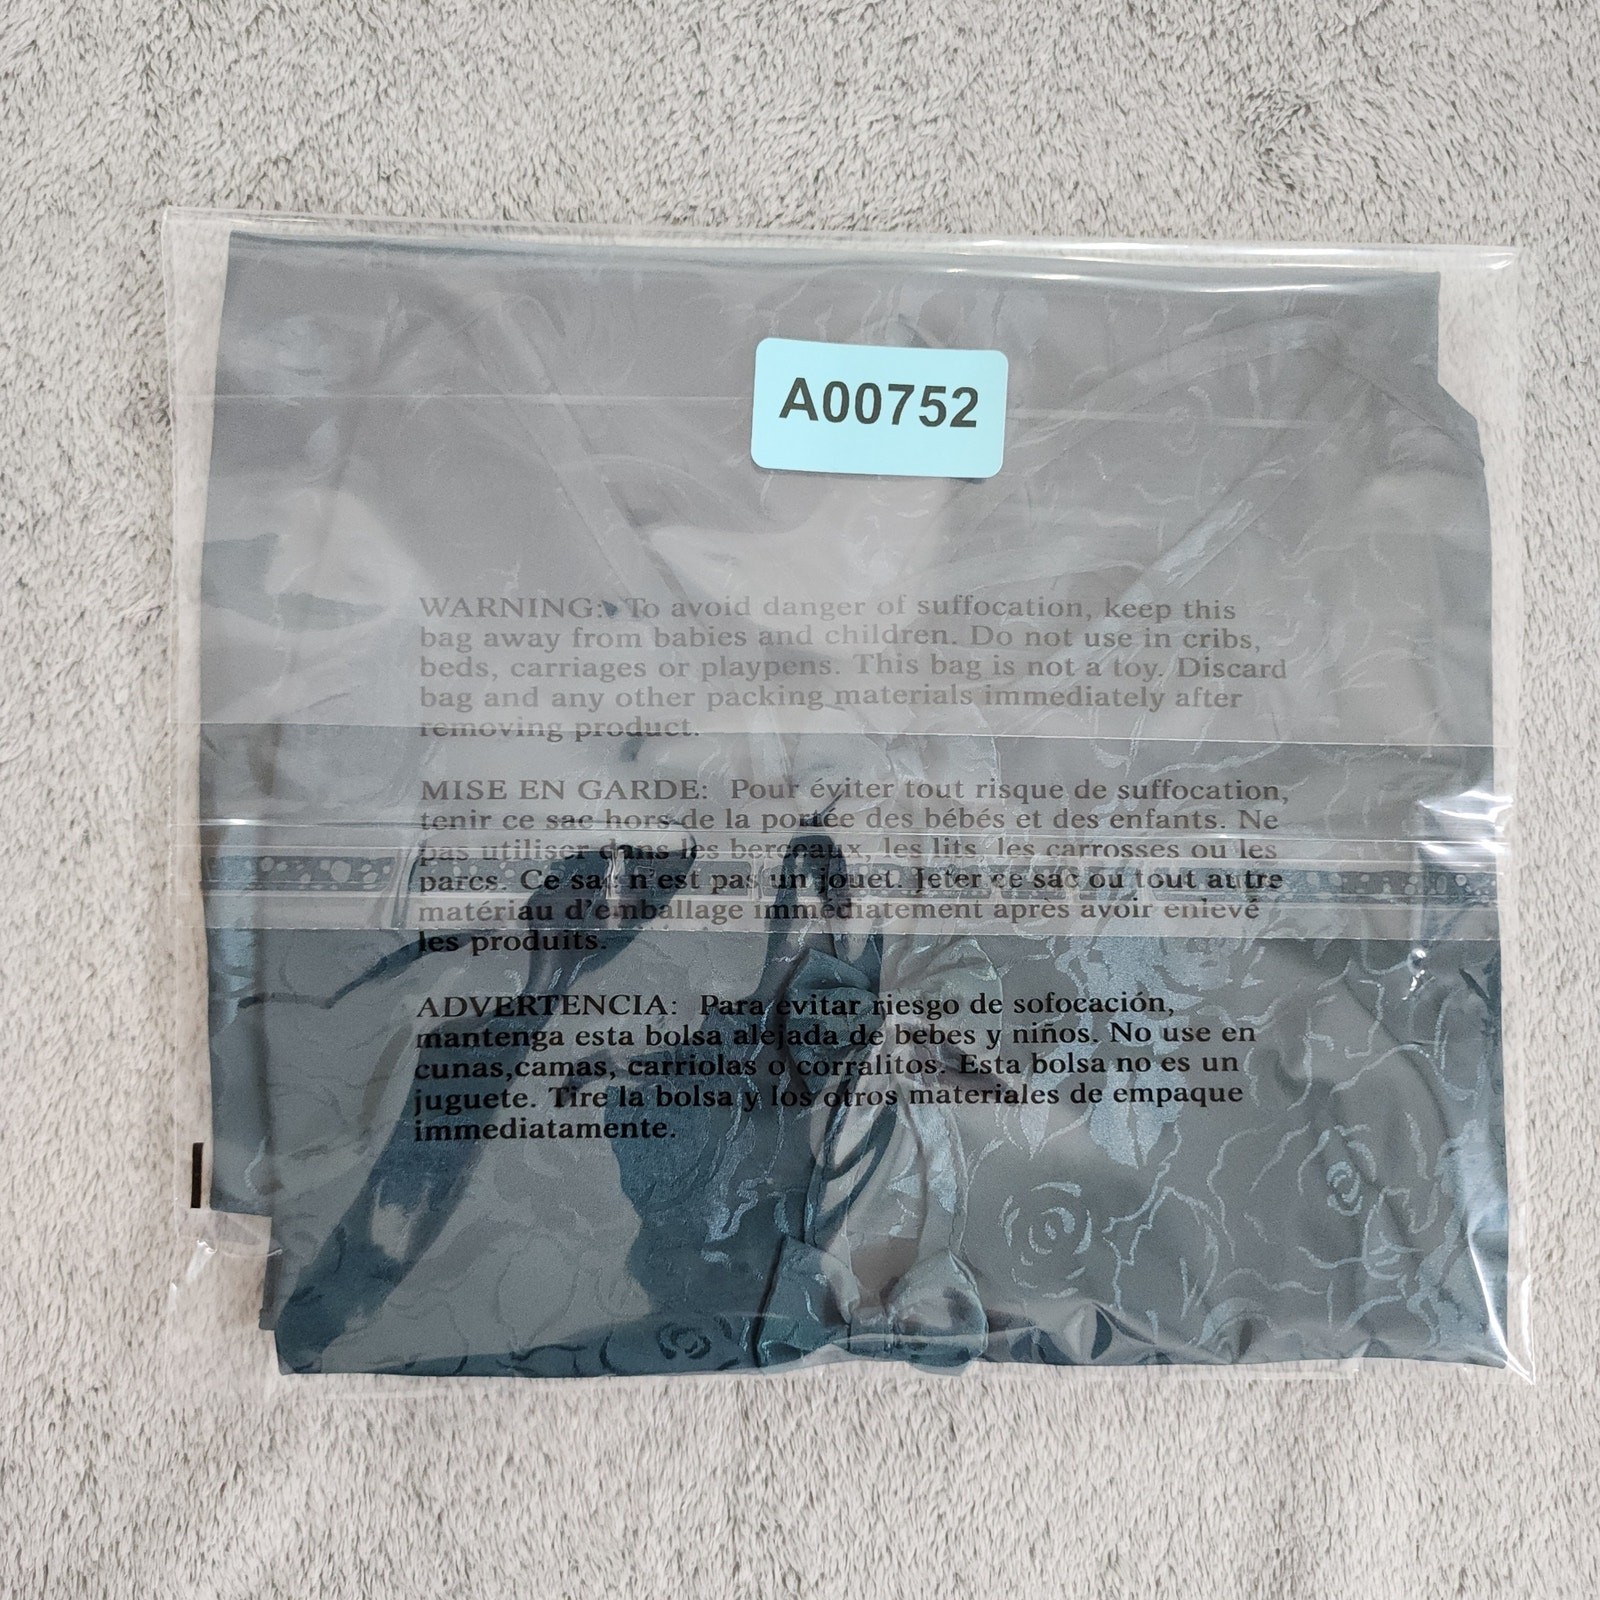 A00752
WARNING: To avoid danger of suffocation, keep this
bag away from babies and children. Do not use in cribs,
beds, carriages or playpens. This bag is not a toy. Discard
bag and any other packing materials immediately after
removing product.
MISE EN GARDE: Pour éviter tout risque de suffocation,
tenir ce sac hors de la portée des bébés et des enfants. Ne
pas utiliser dans les berceaux, les lits, les carrosses ou les
parcs. Ce sac n'est pas un jouet. Jeter ce sac ou tout autre
matériau d'emballage immédiatement après avoir enlevé
les produits.
ADVERTENCIA: Para evitar riesgo de sofocación,
mantenga esta bolsa alejada de bebes y niños. No use en
cunas,camas, carriolas o corralitos. Esta bolsa no es un
juguete. Tire la bolsa y los otros materiales de empaque
immediatamente.